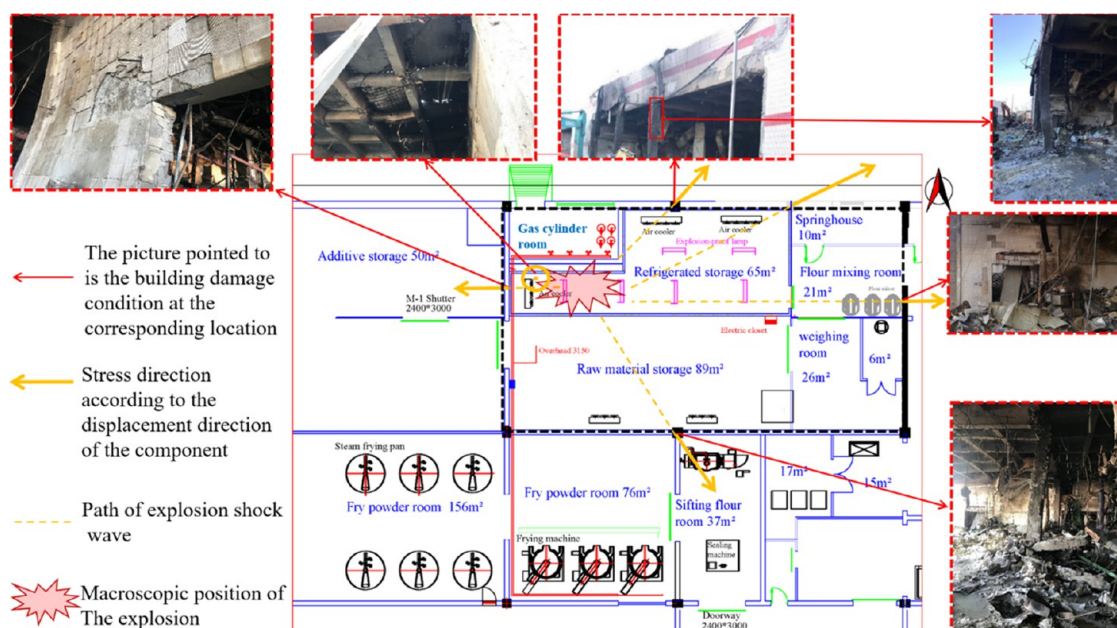 The picture pointed to
is the building damage
condition at the
corresponding location
Stress direction
according to the
displacement direction
of the component
Path of explosion shock
wave
Macroscopic position of
The explosion
Gas cylinder
room
Additive storage 50m²
M-1 Shutter
2400*3000
Air cooler
Air cooler
Air cooler
Explosion-proof lamp
Refrigerated storage 65m²
Springhouse
10m²
Flour mixing room
21m²
Electric closet
weighing
room
26m²
6m²
Overhead 3150
Raw material storage 89m²
Steam frying pan
Fry powder room 156m²
Fry powder room 76m²
Frying machine
Sifting flour
room 37m²
Sealing
machine
17m²
15m²
Doorway
2400*3000